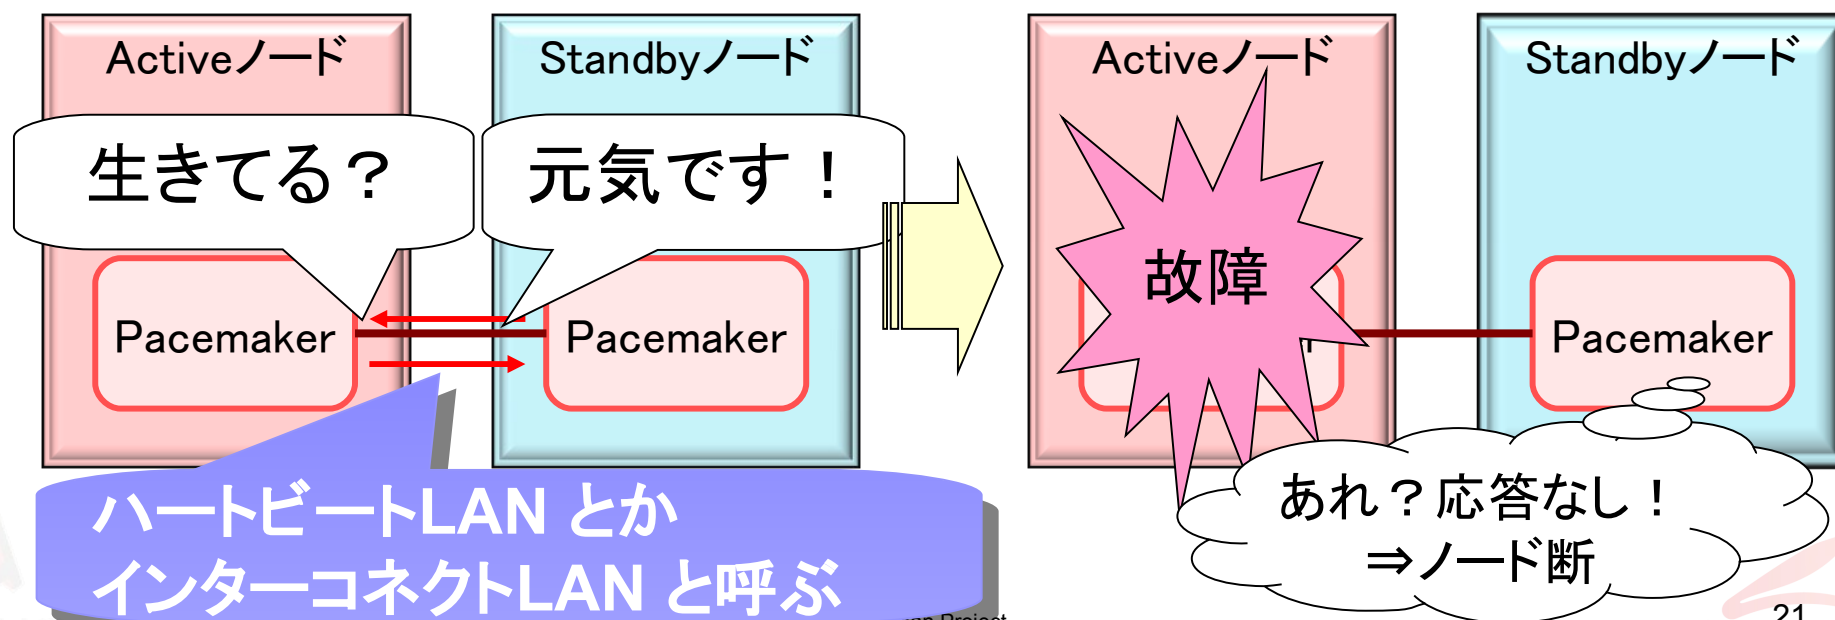 Activeノード
Standbyノード
生きてる？
元気です！
Pacemaker
Pacemaker
ハートビートLAN とか
インターコネクトLAN と呼ぶ
Activeノード
Standbyノード
故障
Pacemaker
あれ？応答なし！
⇒ノード断
Project
21